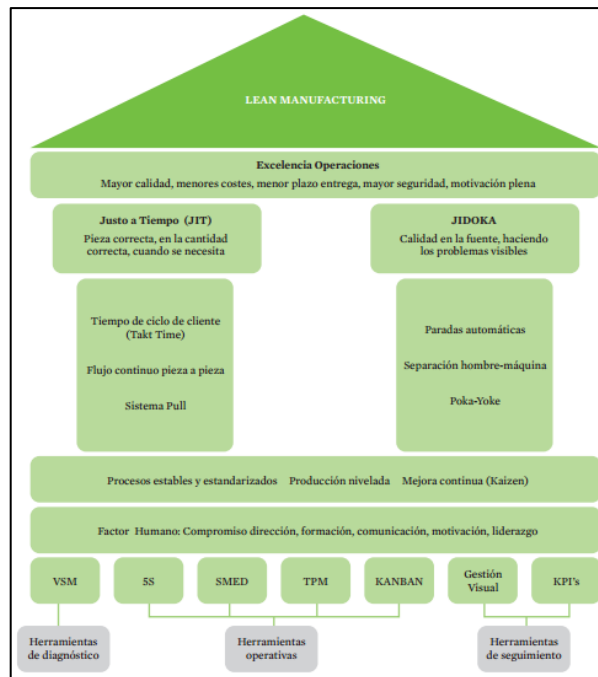 LEAN MANUFACTURING
Excelencia Operaciones
Mayor calidad, menores costes, menor plazo entrega, mayor seguridad, motivación plena
Justo a Tiempo (JIT)
Pieza correcta, en la cantidad
correcta, cuando se necesita
JIDOKA
Calidad en la fuente, haciendo
los problemas visibles
Tiempo de ciclo de cliente
(Takt Time)
Flujo continuo pieza a pieza
Sistema Pull
Paradas automáticas
Separación hombre-máquina
Poka-Yoke
Procesos estables y estandarizados Producción nivelada Mejora continua (Kaizen)
Factor Humano: Compromiso dirección, formación, comunicación, motivación, liderazgo
VSM
5S
SMED
TPM
KANBAN
Gestión
Visual
KPI's
Herramientas
de diagnóstico
Herramientas
operativas
Herramientas
de seguimiento